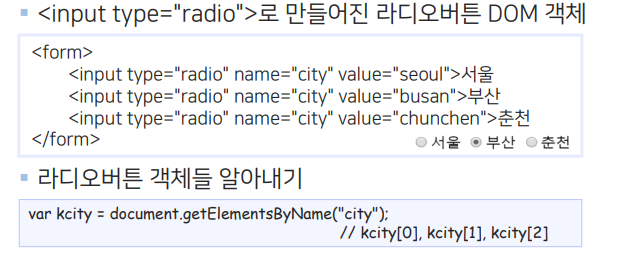 <input type="radio">로 만들어진 라디오버튼 DOM 객체
<form>
<input type="radio" name="city" value="seoul">서울
<input type="radio" name="city" value="busan">부산
<input type="radio" name="city" value="chunchen">춘천
</form>
서울 부산 춘천
라디오버튼 객체들 알아내기
var kcity = document.getElementsByName("city");
// kcity[0], kcity[1], kcity[2]